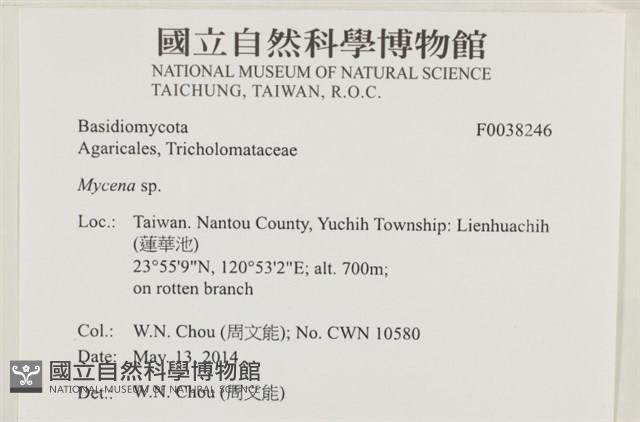 國立自然科學博物館
NATIONAL MUSEUM OF NATURAL SCIENCE
TAICHUNG, TAIWAN, R.O.C.
Basidiomycota F0038246
Agaricales, Tricholomataceae
Mycena sp.
Loc.: Taiwan. Nantou County, Yuchih Township: Lienhuachih
(蓮華池)
23°55'9"N, 120°53'2"E; alt. 700m;
on rotten branch
Col.: W.N. Chou (周文能); No. CWN 10580
Date: May. 13, 2014
國立自然科學博物館
NATIONAL MUSEUM OF NATURAL SCIENCE
Det.: W.N. Chou (周文能)